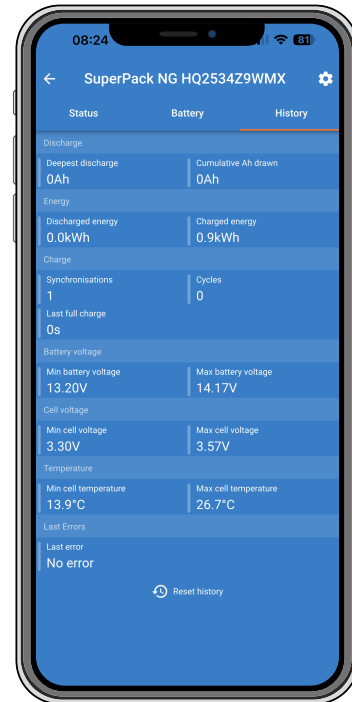 08:24 81
SuperPack NG HQ2534Z9WMX
Status Battery History
Discharge
Deepest discharge Cumulative Ah drawn
0Ah 0Ah
Energy
Discharged energy Charged energy
0.0kWh 0.9kWh
Charge
Synchronisations Cycles
1 0
Last full charge
0s
Battery voltage
Min battery voltage Max battery voltage
13.20V 14.17V
Cell voltage
Min cell voltage Max cell voltage
3.30V 3.57V
Temperature
Min cell temperature Max cell temperature
13.9°C 26.7°C
Last Errors
Last error
No error
Reset history